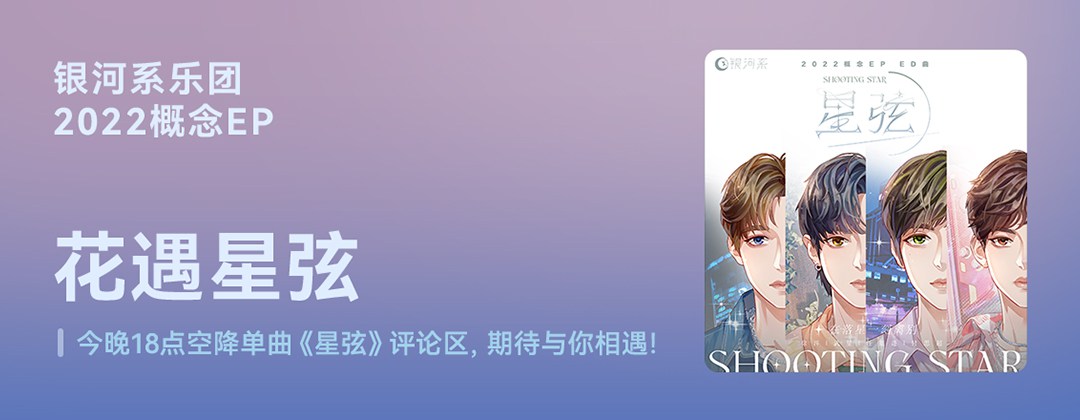 银河系乐团
2022概念EP
花遇星弦
今晚18点空降单曲《星弦》评论区，期待与你相遇！
银河系
2022概念EP ED曲
SHOOTING STAR
星弦
SHOOTING STAR